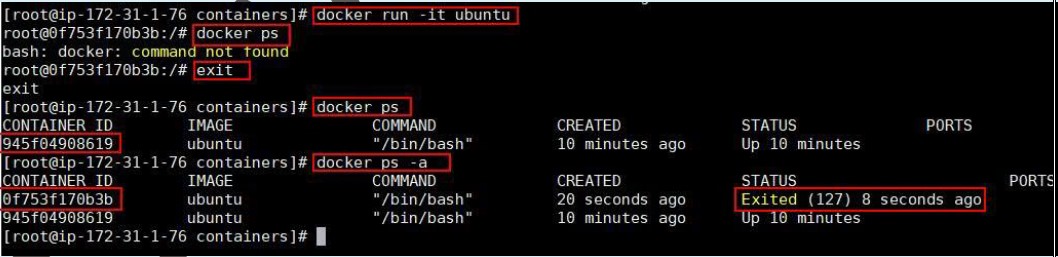 [root@ip-172-31-1-76 containers]# docker run -it ubuntu
root@0f753f170b3b:/# docker ps
bash: docker: command not found
root@0f753f170b3b:/# exit
exit
[root@ip-172-31-1-76 containers]# docker ps
CONTAINER ID IMAGE COMMAND CREATED STATUS PORTS
945f04908619 ubuntu "/bin/bash" 10 minutes ago Up 10 minutes
[root@ip-172-31-1-76 containers]# docker ps -a
CONTAINER ID IMAGE COMMAND CREATED STATUS PORTS
0f753f170b3b ubuntu "/bin/bash" 20 seconds ago Exited (127) 8 seconds ago
945f04908619 ubuntu "/bin/bash" 10 minutes ago Up 10 minutes
[root@ip-172-31-1-76 containers]#